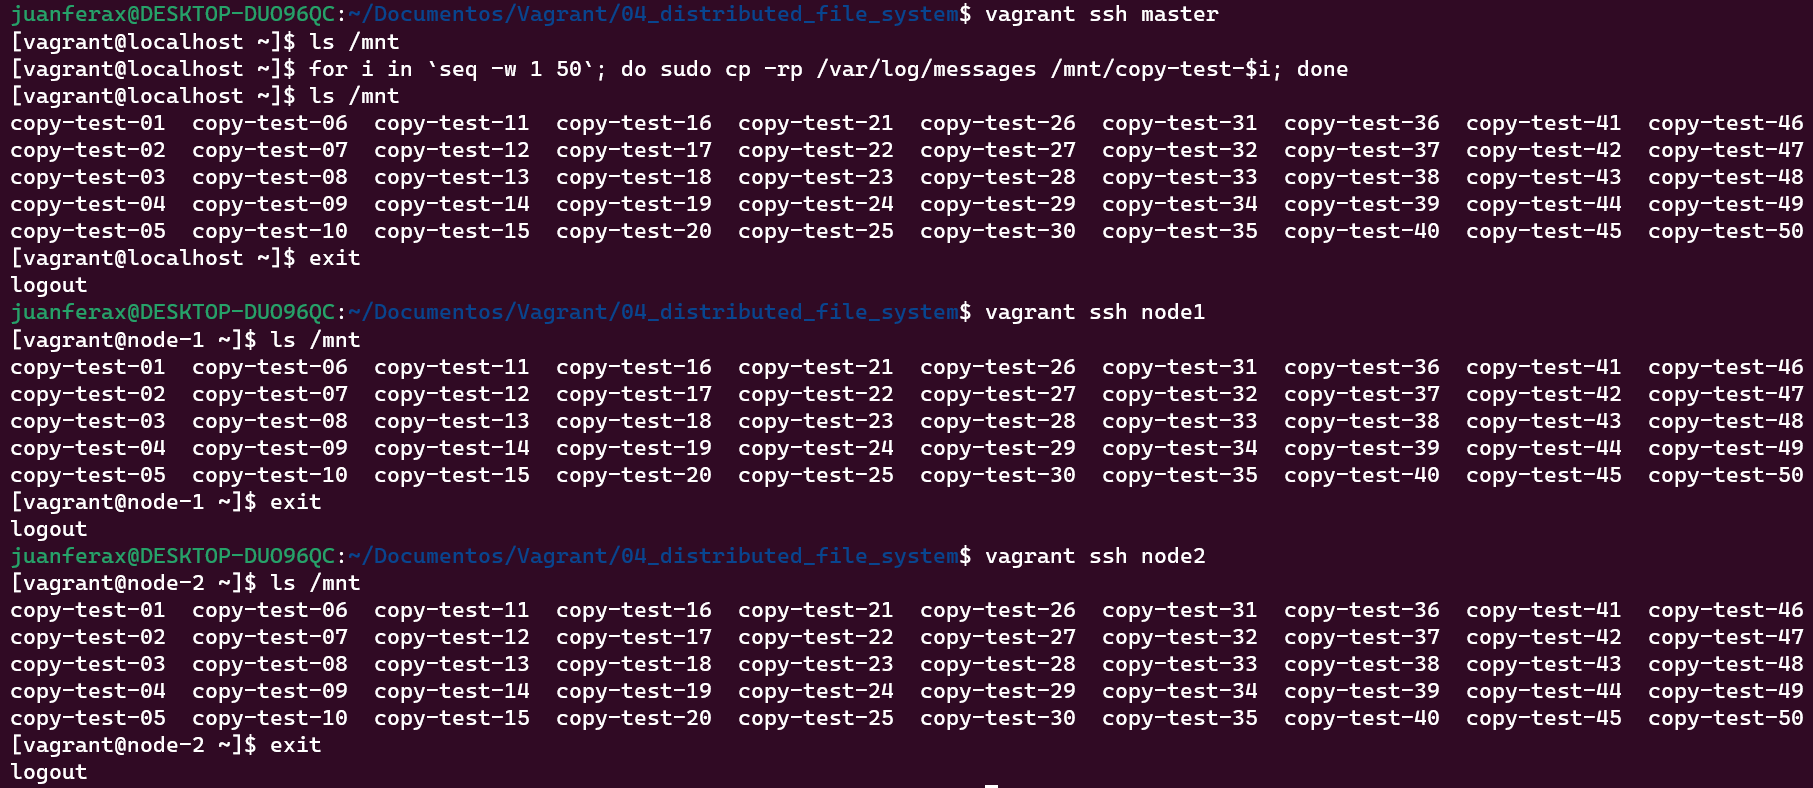 juanferax@DESKTOP-DUO96QC:~/Documentos/Vagrant/04_distributed_file_system$ vagrant ssh master
[vagrant@localhost ~]$ ls /mnt
[vagrant@localhost ~]$ for i in `seq -w 1 50`; do sudo cp -rp /var/log/messages /mnt/copy-test-$i; done
[vagrant@localhost ~]$ ls /mnt
copy-test-01  copy-test-06  copy-test-11  copy-test-16  copy-test-21  copy-test-26  copy-test-31  copy-test-36  copy-test-41  copy-test-46
copy-test-02  copy-test-07  copy-test-12  copy-test-17  copy-test-22  copy-test-27  copy-test-32  copy-test-37  copy-test-42  copy-test-47
copy-test-03  copy-test-08  copy-test-13  copy-test-18  copy-test-23  copy-test-28  copy-test-33  copy-test-38  copy-test-43  copy-test-48
copy-test-04  copy-test-09  copy-test-14  copy-test-19  copy-test-24  copy-test-29  copy-test-34  copy-test-39  copy-test-44  copy-test-49
copy-test-05  copy-test-10  copy-test-15  copy-test-20  copy-test-25  copy-test-30  copy-test-35  copy-test-40  copy-test-45  copy-test-50
[vagrant@localhost ~]$ exit
logout
juanferax@DESKTOP-DUO96QC:~/Documentos/Vagrant/04_distributed_file_system$ vagrant ssh node1
[vagrant@node-1 ~]$ ls /mnt
copy-test-01  copy-test-06  copy-test-11  copy-test-16  copy-test-21  copy-test-26  copy-test-31  copy-test-36  copy-test-41  copy-test-46
copy-test-02  copy-test-07  copy-test-12  copy-test-17  copy-test-22  copy-test-27  copy-test-32  copy-test-37  copy-test-42  copy-test-47
copy-test-03  copy-test-08  copy-test-13  copy-test-18  copy-test-23  copy-test-28  copy-test-33  copy-test-38  copy-test-43  copy-test-48
copy-test-04  copy-test-09  copy-test-14  copy-test-19  copy-test-24  copy-test-29  copy-test-34  copy-test-39  copy-test-44  copy-test-49
copy-test-05  copy-test-10  copy-test-15  copy-test-20  copy-test-25  copy-test-30  copy-test-35  copy-test-40  copy-test-45  copy-test-50
[vagrant@node-1 ~]$ exit
logout
juanferax@DESKTOP-DUO96QC:~/Documentos/Vagrant/04_distributed_file_system$ vagrant ssh node2
[vagrant@node-2 ~]$ ls /mnt
copy-test-01  copy-test-06  copy-test-11  copy-test-16  copy-test-21  copy-test-26  copy-test-31  copy-test-36  copy-test-41  copy-test-46
copy-test-02  copy-test-07  copy-test-12  copy-test-17  copy-test-22  copy-test-27  copy-test-32  copy-test-37  copy-test-42  copy-test-47
copy-test-03  copy-test-08  copy-test-13  copy-test-18  copy-test-23  copy-test-28  copy-test-33  copy-test-38  copy-test-43  copy-test-48
copy-test-04  copy-test-09  copy-test-14  copy-test-19  copy-test-24  copy-test-29  copy-test-34  copy-test-39  copy-test-44  copy-test-49
copy-test-05  copy-test-10  copy-test-15  copy-test-20  copy-test-25  copy-test-30  copy-test-35  copy-test-40  copy-test-45  copy-test-50
[vagrant@node-2 ~]$ exit
logout